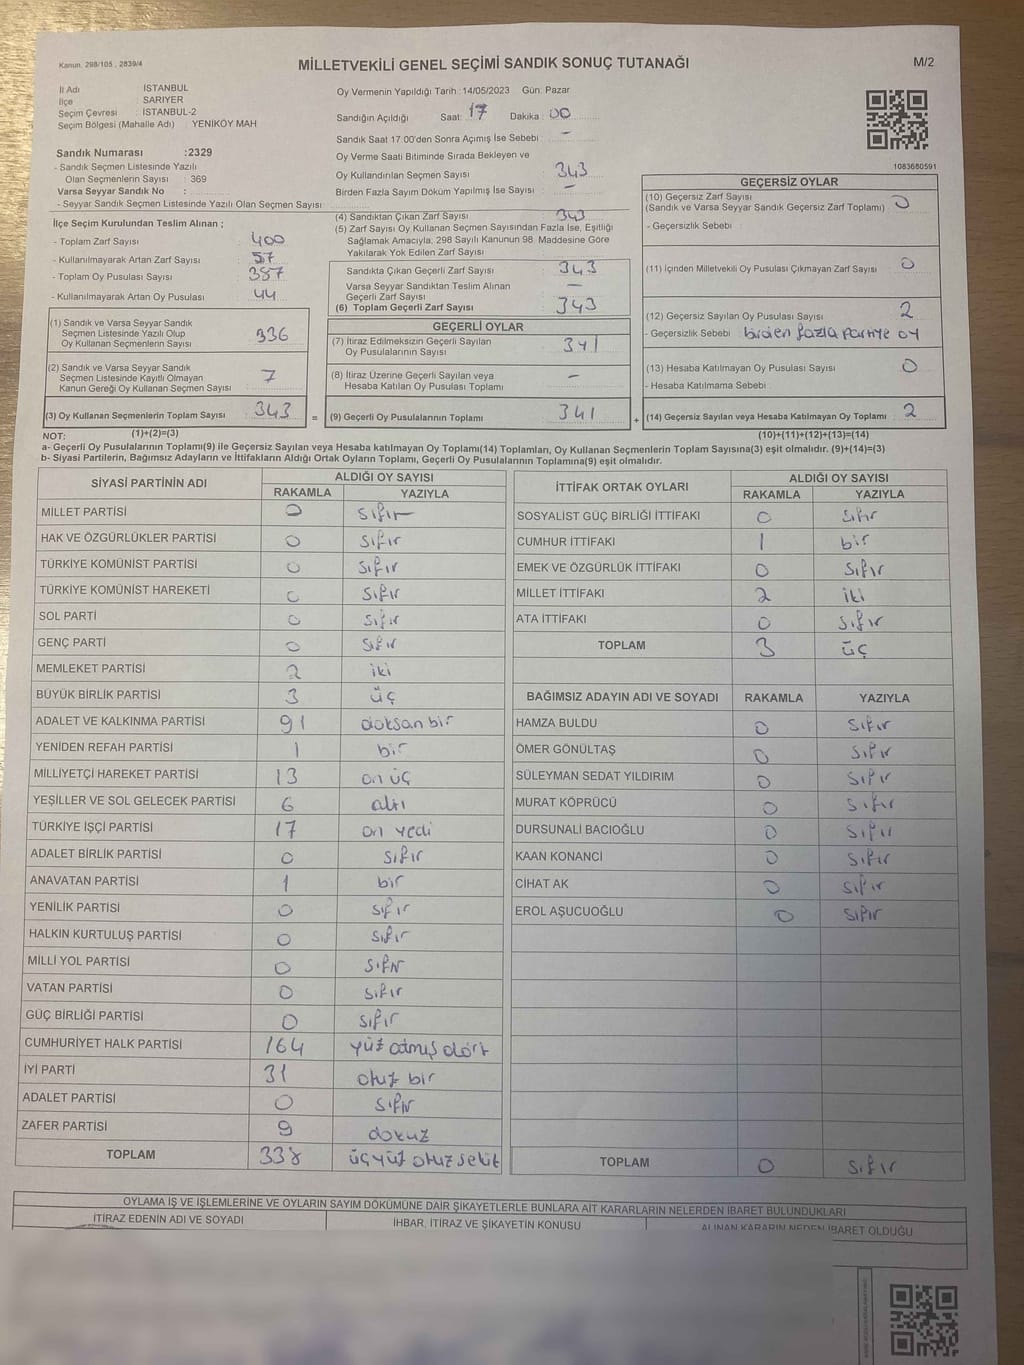 Kanun. 298/105, 2839/4
MİLLETVEKİLİ GENEL SEÇİMİ SANDIK SONUÇ TUTANAĞI
M/2
İl Adı İSTANBUL
İlçe SARIYER
Seçim Çevresi : İSTANBUL-2
Seçim Bölgesi (Mahalle Adı) : YENİKÖY MAH
Oy Vermenin Yapıldığı Tarih : 14/05/2023 Gün: Pazar
Sandığın Açıldığı Saat: 17 Dakika: 00
Sandık Saat 17:00'den Sonra Açımış İse Sebebi : –
Oy Verme Saati Bitiminde Sırada Bekleyen ve
Oy Kullandırılan Seçmen Sayısı : 343
Birden Fazla Sayım Döküm Yapılmış İse Sayısı : –
1083680591
Sandık Numarası :2329
- Sandık Seçmen Listesinde Yazılı
Olan Seçmenlerin Sayısı : 369
Varsa Seyyar Sandık No :
- Seyyar Sandık Seçmen Listesinde Yazılı Olan Seçmen Sayısı :
İlçe Seçim Kurulundan Teslim Alınan ;
- Toplam Zarf Sayısı : 400
- Kullanılmayarak Artan Zarf Sayısı : 57
- Toplam Oy Pusulası Sayısı : 387
- Kullanılmayarak Artan Oy Pusulası : 44
(1) Sandık ve Varsa Seyyar Sandık
Seçmen Listesinde Yazılı Olup
Oy Kullanan Seçmenlerin Sayısı : 336
(2) Sandık ve Varsa Seyyar Sandık
Seçmen Listesinde Kayıtlı Olmayan
Kanun Gereği Oy Kullanan Seçmen Sayısı : 7
(3) Oy Kullanan Seçmenlerin Toplam Sayısı : 343 =
(1)+(2)=(3)
(4) Sandıktan Çıkan Zarf Sayısı : 343
(5) Zarf Sayısı Oy Kullanan Seçmen Sayısından Fazla İse, Eşitliği
Sağlamak Amacıyla, 298 Sayılı Kanunun 98. Maddesine Göre
Yakılarak Yok Edilen Zarf Sayısı
Sandıkta Çıkan Geçerli Zarf Sayısı : 343
Varsa Seyyar Sandıktan Teslim Alınan
Geçerli Zarf Sayısı : –
(6) Toplam Geçerli Zarf Sayısı : 343
GEÇERLİ OYLAR
(7) İtiraz Edilmeksizin Geçerli Sayılan
Oy Pusulalarının Sayısı : 341
(8) İtiraz Üzerine Geçerli Sayılan veya
Hesaba Katılan Oy Pusulası Toplamı : –
(9) Geçerli Oy Pusulalarının Toplamı : 341 +
GEÇERSİZ OYLAR
(10) Geçersiz Zarf Sayısı : 0
(Sandık ve Varsa Seyyar Sandık Geçersiz Zarf Toplamı)
- Geçersizlik Sebebi :
(11) İçinden Milletvekili Oy Pusulası Çıkmayan Zarf Sayısı : 0
(12) Geçersiz Sayılan Oy Pusulası Sayısı : 2
- Geçersizlik Sebebi : birden fazla partiye oy
(13) Hesaba Katılmayan Oy Pusulası Sayısı : 0
- Hesaba Katılmama Sebebi :
(14) Geçersiz Sayılan veya Hesaba Katılmayan Oy Toplamı : 2
(10)+(11)+(12)+(13)=(14)
NOT:
a- Geçerli Oy Pusulalarının Toplamı(9) ile Geçersiz Sayılan veya Hesaba katılmayan Oy Toplamı(14) Toplamları, Oy Kullanan Seçmenlerin Toplam Sayısına(3) eşit olmalıdır. (9)+(14)=(3)
b- Siyasi Partilerin, Bağımsız Adayların ve İttifakların Aldığı Ortak Oyların Toplamı, Geçerli Oy Pusulalarının Toplamına(9) eşit olmalıdır.
SİYASİ PARTİNİN ADI ALDIĞI OY SAYISI
RAKAMLA YAZIYLA
MİLLET PARTİSİ 0 sıfır
HAK VE ÖZGÜRLÜKLER PARTİSİ 0 sıfır
TÜRKİYE KOMÜNİST PARTİSİ 0 sıfır
TÜRKİYE KOMÜNİST HAREKETİ 0 sıfır
SOL PARTİ 0 sıfır
GENÇ PARTİ 0 sıfır
MEMLEKET PARTİSİ 2 iki
BÜYÜK BİRLİK PARTİSİ 3 üç
ADALET VE KALKINMA PARTİSİ 91 doksan bir
YENİDEN REFAH PARTİSİ 1 bir
MİLLİYETÇİ HAREKET PARTİSİ 13 on üç
YEŞİLLER VE SOL GELECEK PARTİSİ 6 altı
TÜRKİYE İŞÇİ PARTİSİ 17 on yedi
ADALET BİRLİK PARTİSİ 0 sıfır
ANAVATAN PARTİSİ 1 bir
YENİLİK PARTİSİ 0 sıfır
HALKIN KURTULUŞ PARTİSİ 0 sıfır
MİLLİ YOL PARTİSİ 0 sıfır
VATAN PARTİSİ 0 sıfır
GÜÇ BİRLİĞİ PARTİSİ 0 sıfır
CUMHURİYET HALK PARTİSİ 164 yüz atmış dört
İYİ PARTİ 31 otuz bir
ADALET PARTİSİ 0 sıfır
ZAFER PARTİSİ 9 dokuz
TOPLAM 338 üçyüz otuz sekiz
İTTİFAK ORTAK OYLARI ALDIĞI OY SAYISI
RAKAMLA YAZIYLA
SOSYALİST GÜÇ BİRLİĞİ İTTİFAKI 0 sıfır
CUMHUR İTTİFAKI 1 bir
EMEK VE ÖZGÜRLÜK İTTİFAKI 0 sıfır
MİLLET İTTİFAKI 2 iki
ATA İTTİFAKI 0 sıfır
TOPLAM 3 üç
BAĞIMSIZ ADAYIN ADI VE SOYADI RAKAMLA YAZIYLA
HAMZA BULDU 0 sıfır
ÖMER GÖNÜLTAŞ 0 sıfır
SÜLEYMAN SEDAT YILDIRIM 0 sıfır
MURAT KÖPRÜCÜ 0 sıfır
DURSUNALİ BACIOĞLU 0 sıfır
KAAN KONANCİ 0 sıfır
CİHAT AK 0 sıfır
EROL AŞUCUOĞLU 0 sıfır
TOPLAM 0 sıfır
OYLAMA İŞ VE İŞLEMLERİNE VE OYLARIN SAYIM DÖKÜMÜNE DAİR ŞİKAYETLERLE BUNLARA AİT KARARLARIN NELERDEN İBARET BULUNDUKLARI
İTİRAZ EDENİN ADI VE SOYADI İHBAR, İTİRAZ VE ŞİKAYETİN KONUSU ALINAN KARARIN NEDEN İBARET OLDUĞU